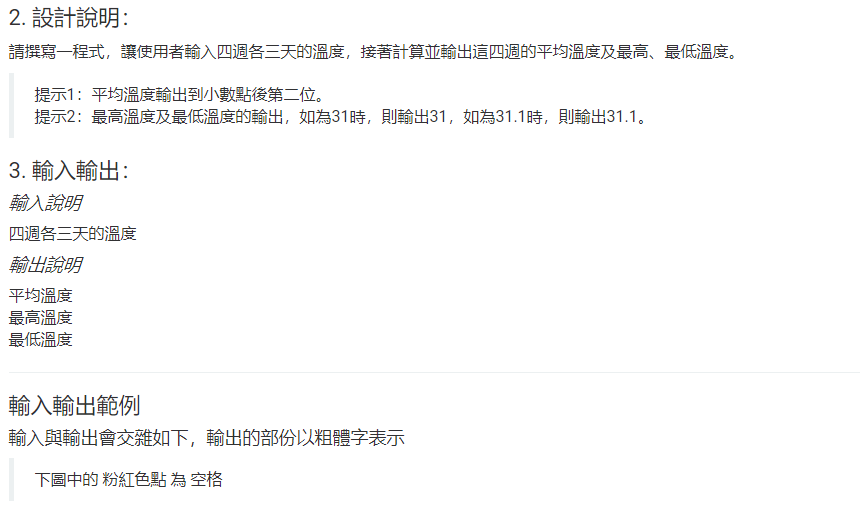 2. 設計說明：
請撰寫一程式，讓使用者輸入四週各三天的溫度，接著計算並輸出這四週的平均溫度及最高、最低溫度。
提示1：平均溫度輸出到小數點後第二位。
提示2：最高溫度及最低溫度的輸出，如為31時，則輸出31，如為31.1時，則輸出31.1。
3. 輸入輸出：
輸入說明
四週各三天的溫度
輸出說明
平均溫度
最高溫度
最低溫度
輸入輸出範例
輸入與輸出會交雜如下，輸出的部份以粗體字表示
下圖中的 粉紅色點 為 空格